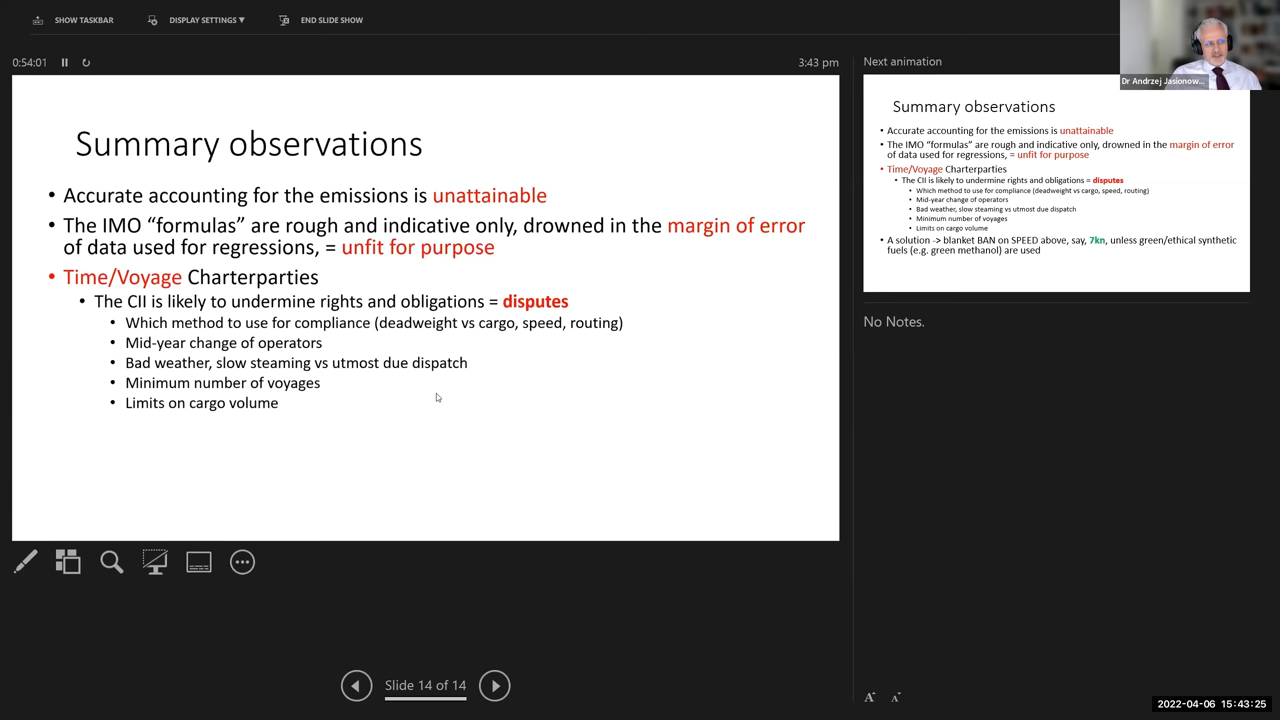 SHOW TASKBAR
DISPLAY SETTINGS ▼
END SLIDE SHOW
0:54:01
3:43 pm
Summary observations
• Accurate accounting for the emissions is unattainable
• The IMO “formulas” are rough and indicative only, drowned in the margin of error
of data used for regressions, = unfit for purpose
• Time/Voyage Charterparties
• The CII is likely to undermine rights and obligations = disputes
• Which method to use for compliance (deadweight vs cargo, speed, routing)
• Mid-year change of operators
• Bad weather, slow steaming vs utmost due dispatch
• Minimum number of voyages
• Limits on cargo volume
Slide 14 of 14
Next animation
Dr Andrzej Jasionow...
Summary observations
• Accurate accounting for the emissions is unattainable
• The IMO “formulas” are rough and indicative only, drowned in the margin of error
of data used for regressions, = unfit for purpose
• Time/Voyage Charterparties
• The CII is likely to undermine rights and obligations = disputes
• Which method to use for compliance (deadweight vs cargo, speed, routing)
• Mid-year change of operators
• Bad weather, slow steaming vs utmost due dispatch
• Minimum number of voyages
• Limits on cargo volume
• A solution -> blanket BAN on SPEED above, say, 7kn, unless green/ethical synthetic
fuels (e.g. green methanol) are used
No Notes.
A A
2022-04-06 15:43:25